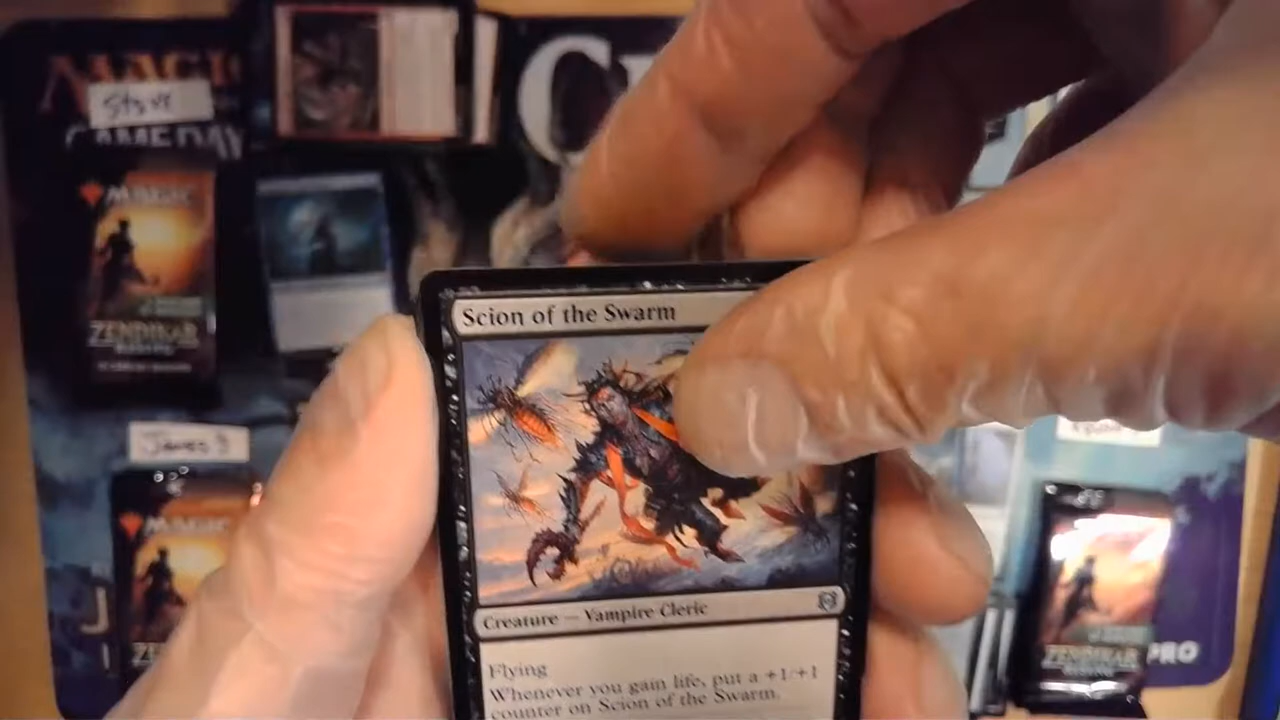 MAGIC
Steve
GAMEDAY
MAGIC
ZENDIKAR
RISING
James B
MAGIC
Scion of the Swarm
Creature — Vampire Cleric
Flying
Whenever you gain life, put a +1/+1
counter on Scion of the Swarm.
ZENDIKAR
PRO